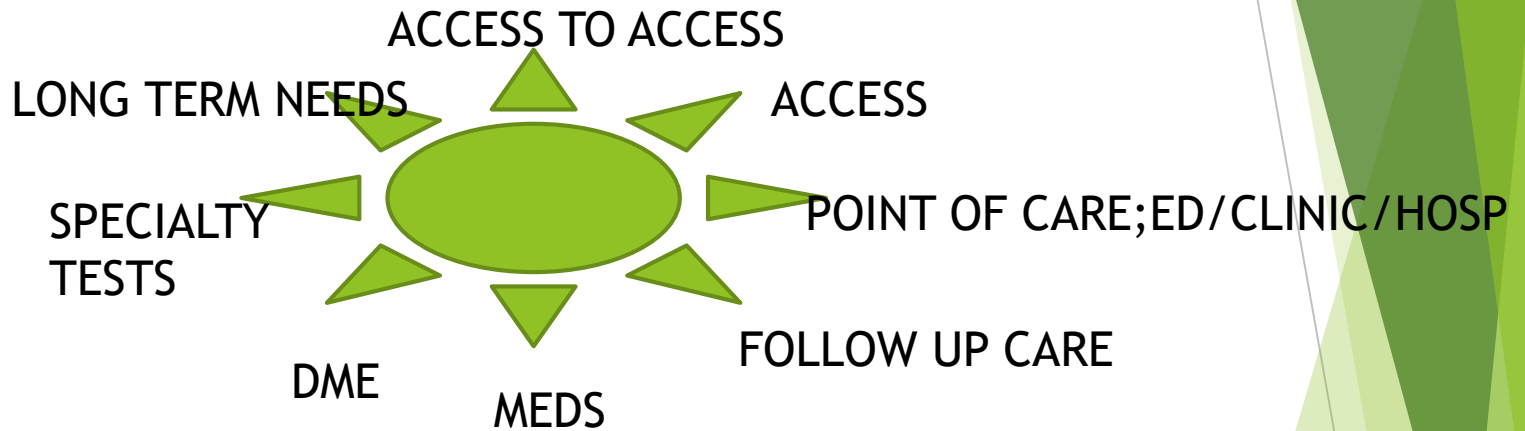 ACCESS TO ACCESS
LONG TERM NEEDS
ACCESS
SPECIALTY
TESTS
POINT OF CARE;ED/CLINIC/HOSP
FOLLOW UP CARE
DME
MEDS